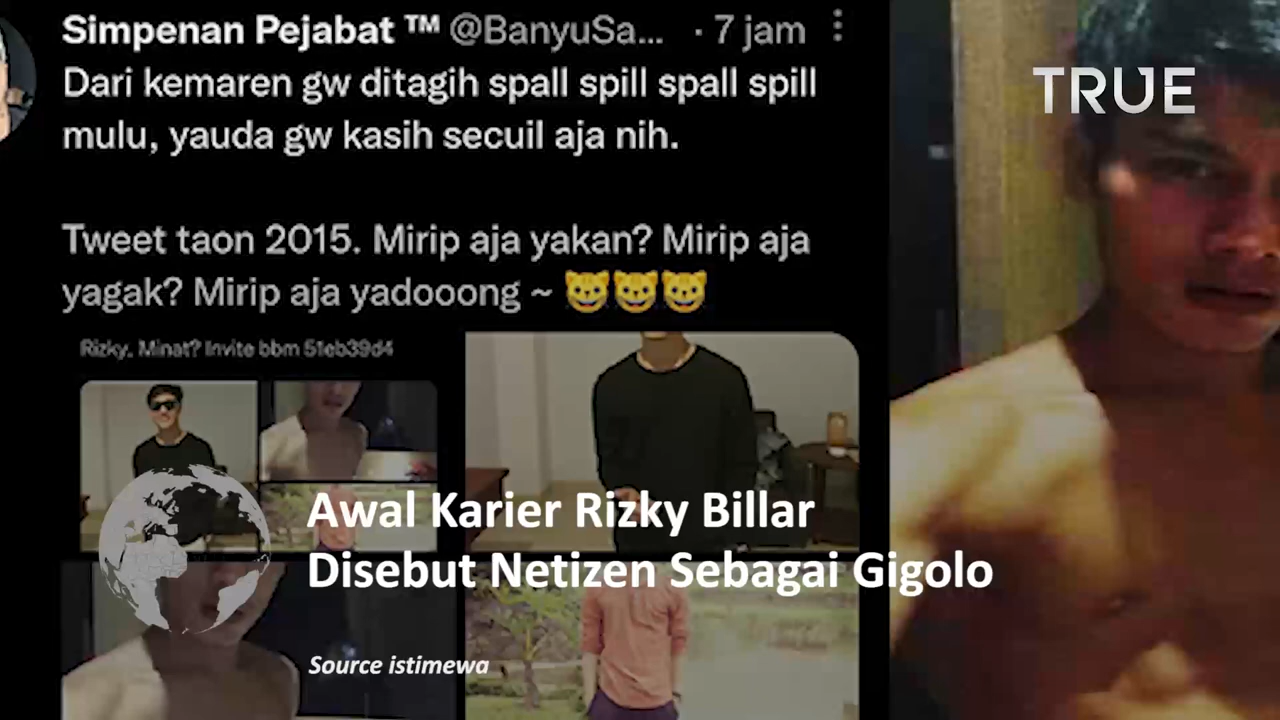 Simpenan Pejabat ™ @BanyuSa... · 7 jam
TRUE
Dari kemaren gw ditagih spall spill spall spill
mulu, yauda gw kasih secuil aja nih.
Tweet taon 2015. Mirip aja yakan? Mirip aja
yagak? Mirip aja yadooong ~ 😺😺😺
Rizky. Minat? Invite bbm 51eb39d4
Awal Karier Rizky Billar
Disebut Netizen Sebagai Gigolo
Source istimewa